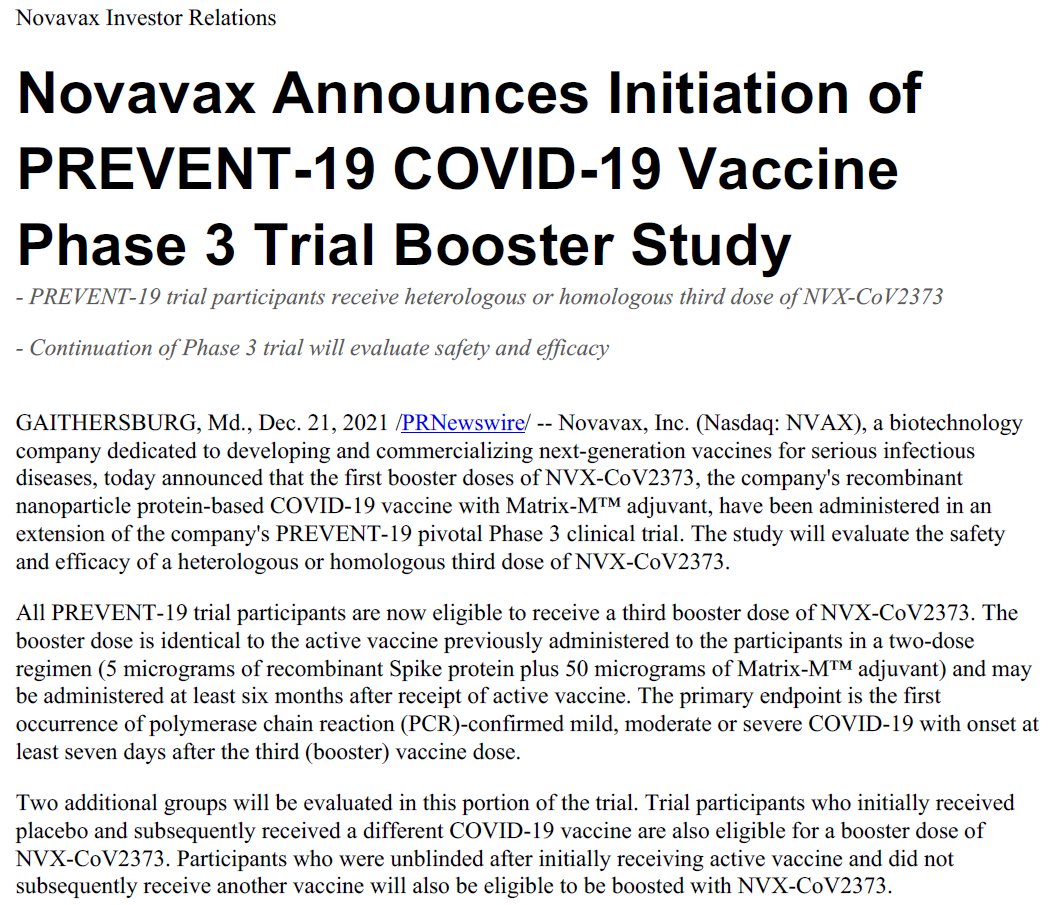 Novavax Investor Relations
Novavax Announces Initiation of
PREVENT-19 COVID-19 Vaccine
Phase 3 Trial Booster Study
- PREVENT-19 trial participants receive heterologous or homologous third dose of NVX-CoV2373
- Continuation of Phase 3 trial will evaluate safety and efficacy
GAITHERSBURG, Md., Dec. 21, 2021 /PRNewswire/ -- Novavax, Inc. (Nasdaq: NVAX), a biotechnology
company dedicated to developing and commercializing next-generation vaccines for serious infectious
diseases, today announced that the first booster doses of NVX-CoV2373, the company's recombinant
nanoparticle protein-based COVID-19 vaccine with Matrix-M™ adjuvant, have been administered in an
extension of the company's PREVENT-19 pivotal Phase 3 clinical trial. The study will evaluate the safety
and efficacy of a heterologous or homologous third dose of NVX-CoV2373.
All PREVENT-19 trial participants are now eligible to receive a third booster dose of NVX-CoV2373. The
booster dose is identical to the active vaccine previously administered to the participants in a two-dose
regimen (5 micrograms of recombinant Spike protein plus 50 micrograms of Matrix-M™ adjuvant) and may
be administered at least six months after receipt of active vaccine. The primary endpoint is the first
occurrence of polymerase chain reaction (PCR)-confirmed mild, moderate or severe COVID-19 with onset at
least seven days after the third (booster) vaccine dose.
Two additional groups will be evaluated in this portion of the trial. Trial participants who initially received
placebo and subsequently received a different COVID-19 vaccine are also eligible for a booster dose of
NVX-CoV2373. Participants who were unblinded after initially receiving active vaccine and did not
subsequently receive another vaccine will also be eligible to be boosted with NVX-CoV2373.